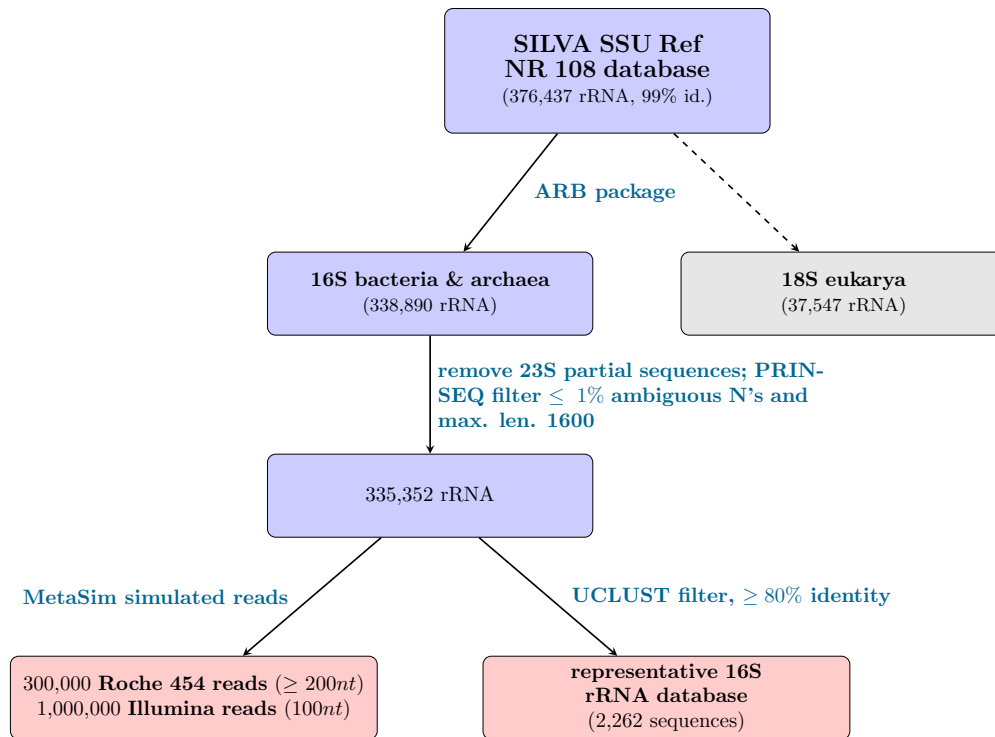 SILVA SSU Ref
NR 108 database
(376,437 rRNA, 99% id.)
ARB package
16S bacteria & archaea
(338,890 rRNA)
18S eukarya
(37,547 rRNA)
remove 23S partial sequences; PRIN-
SEQ filter ≤ 1% ambiguous N's and
max. len. 1600
335,352 rRNA
MetaSim simulated reads
UCLUST filter, ≥ 80% identity
300,000 Roche 454 reads (≥ 200nt)
1,000,000 Illumina reads (100nt)
representative 16S
rRNA database
(2,262 sequences)